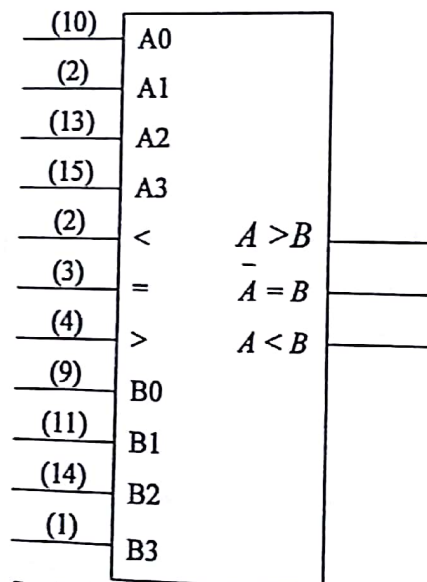 (10) A0
(2) A1
(13) A2
(15) A3
(2) < A >B
(3) = A̅ = B
(4) > A < B
(9) B0
(11) B1
(14) B2
(1) B3